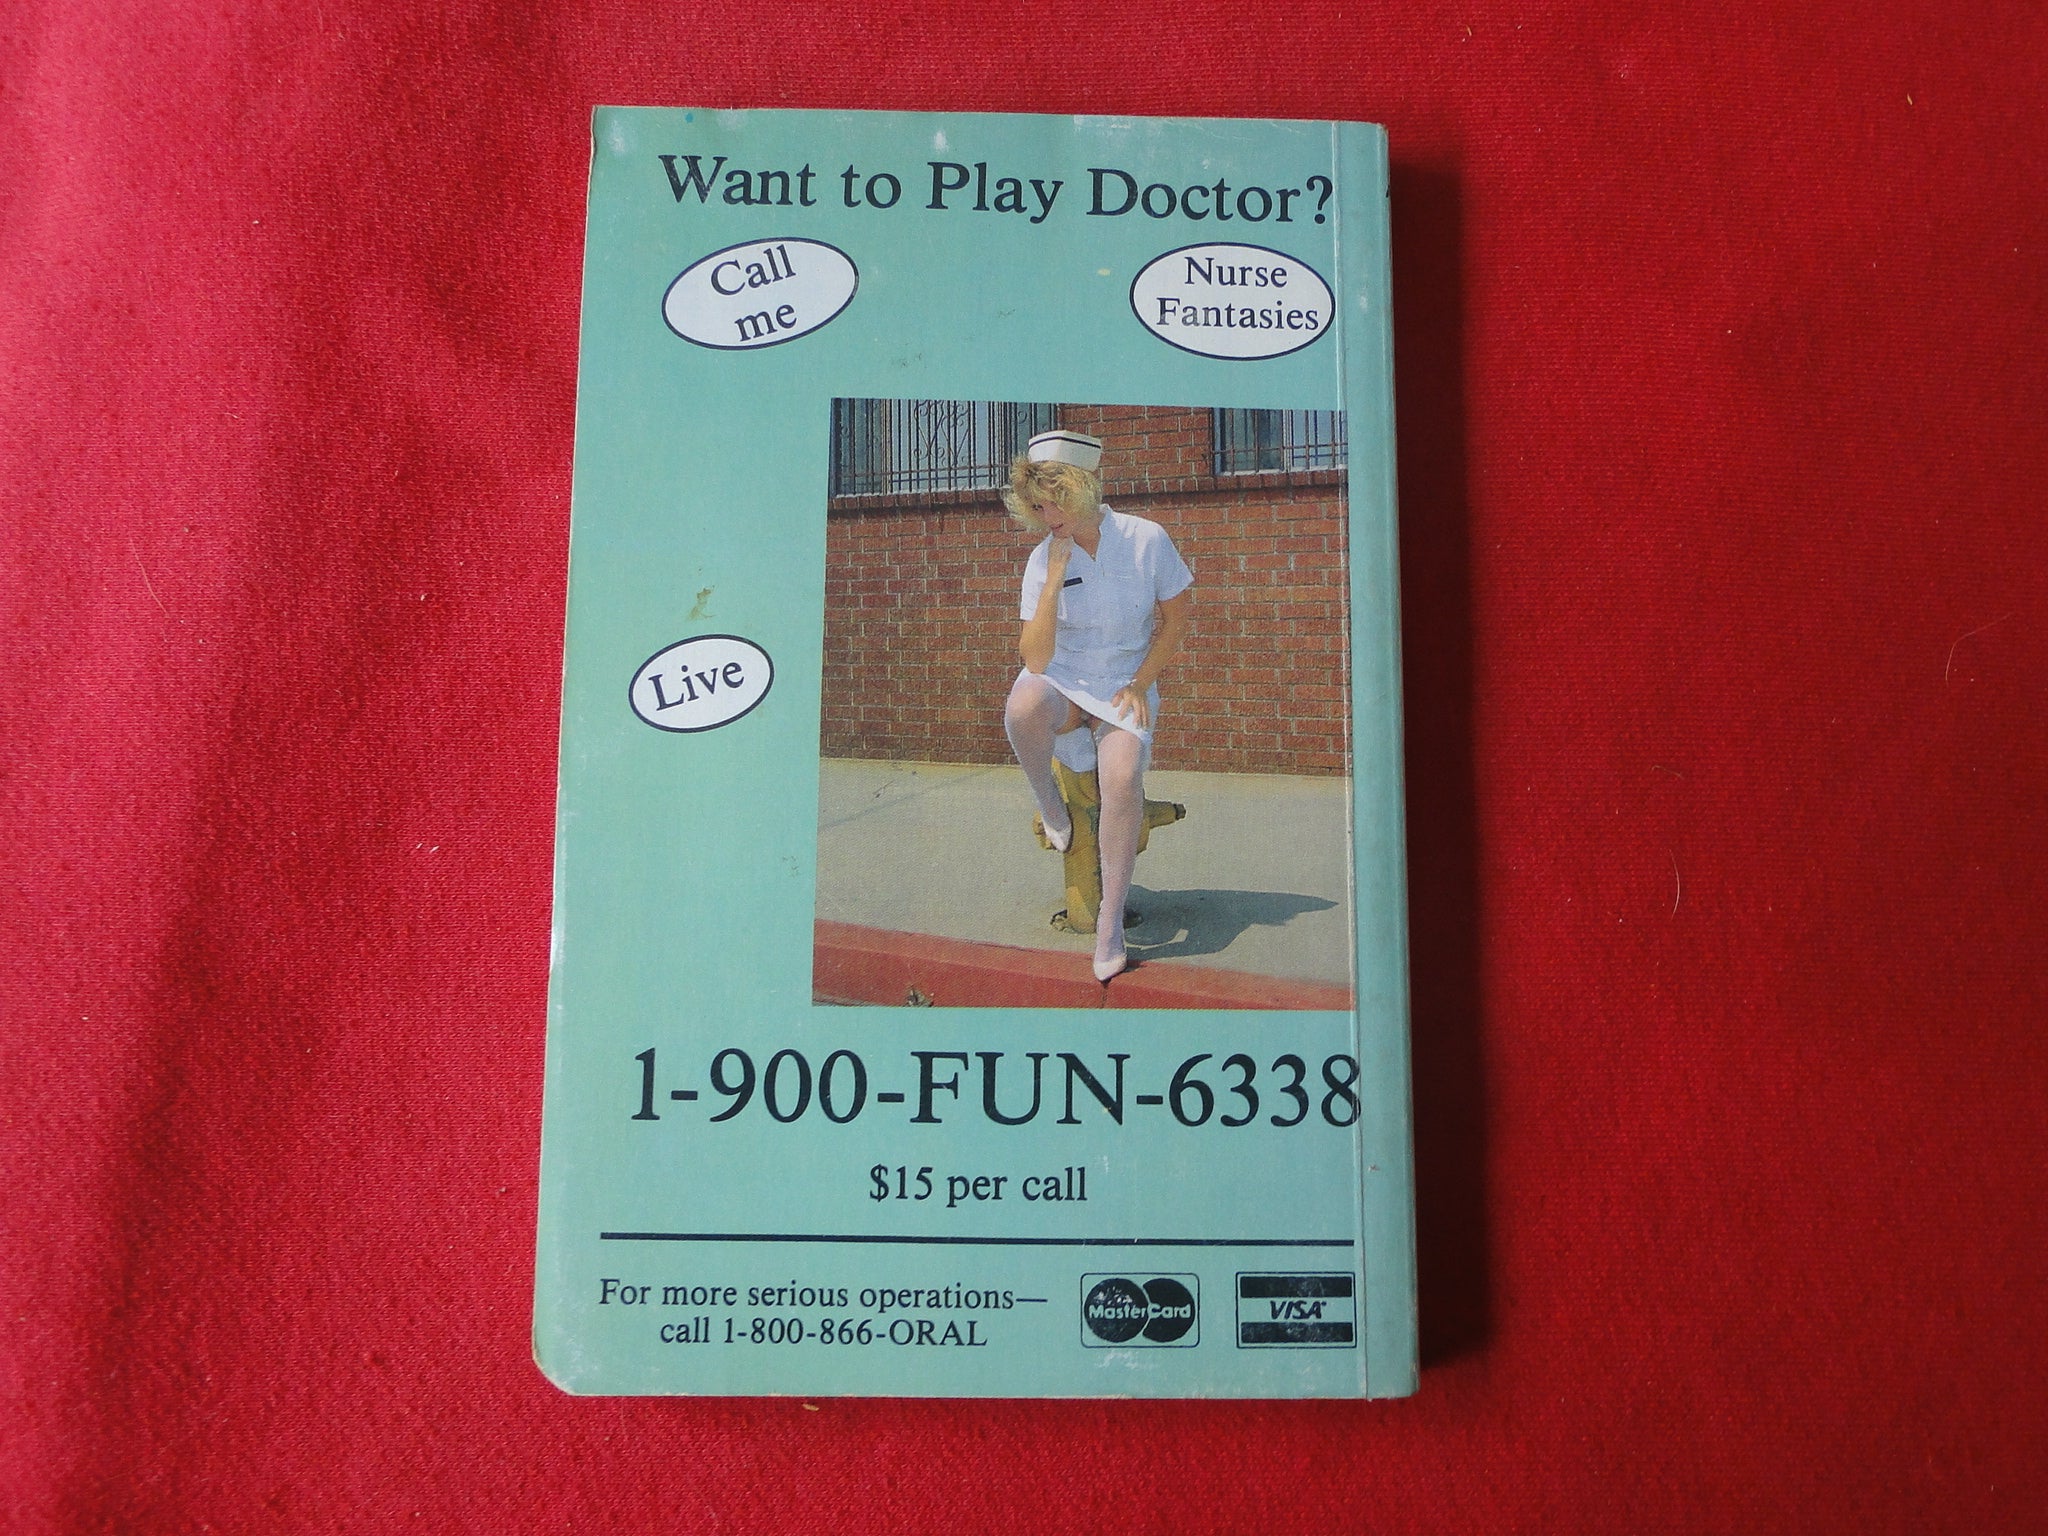 Want to Play Doctor?
Call
me
Nurse
Fantasies
Live
1-900-FUN-6338
$15 per call
For more serious operations—
call 1-800-866-ORAL
MasterCard
VISA